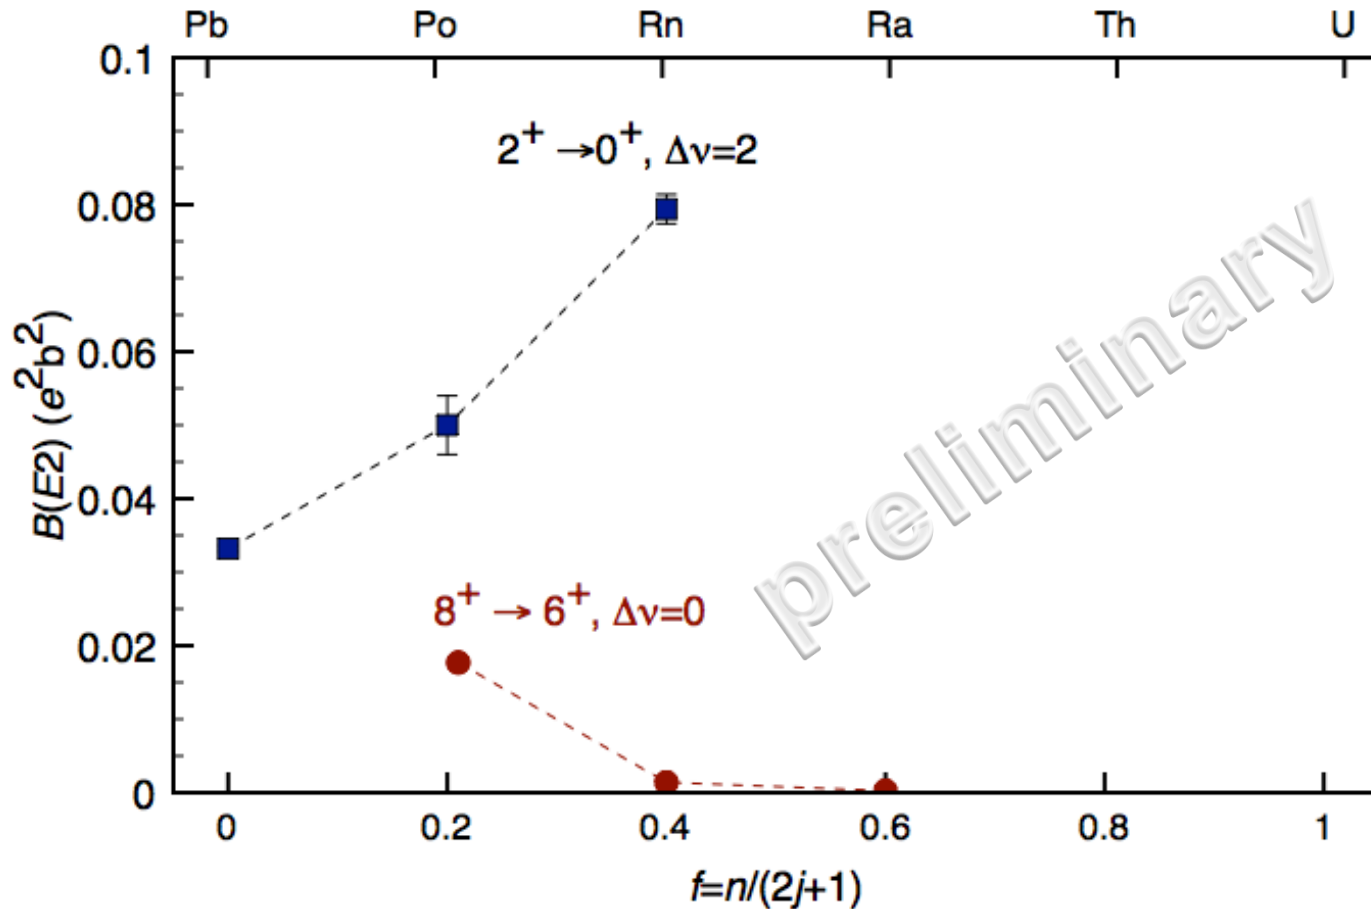 Pb Po Rn Ra Th U
0.1
2⁺ →0⁺, Δν=2
0.08
preliminary
0.06
B(E2) (e²b²)
0.04
8⁺ → 6⁺, Δν=0
0.02
0
0 0.2 0.4 0.6 0.8 1
f=n/(2j+1)